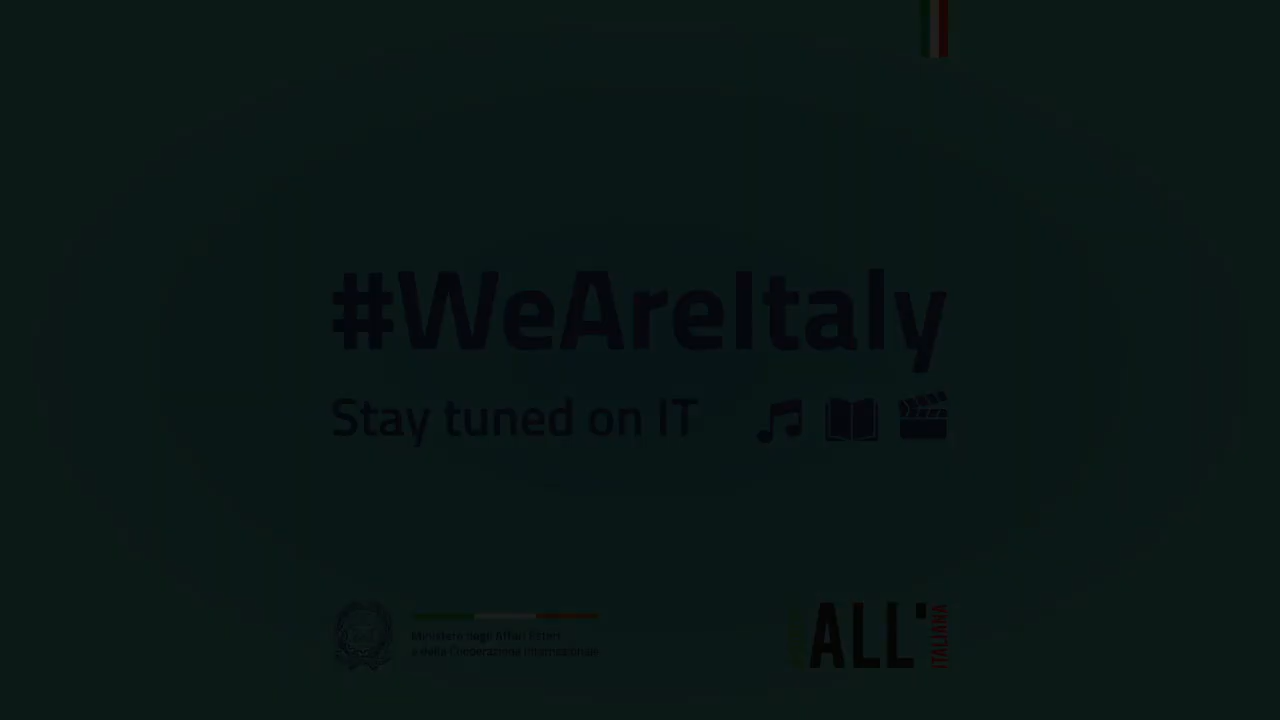 #WeAreItaly
Stay tuned on IT
Ministero degli Affari Esteri
e della Cooperazione Internazionale
ALL'
ITALIANA